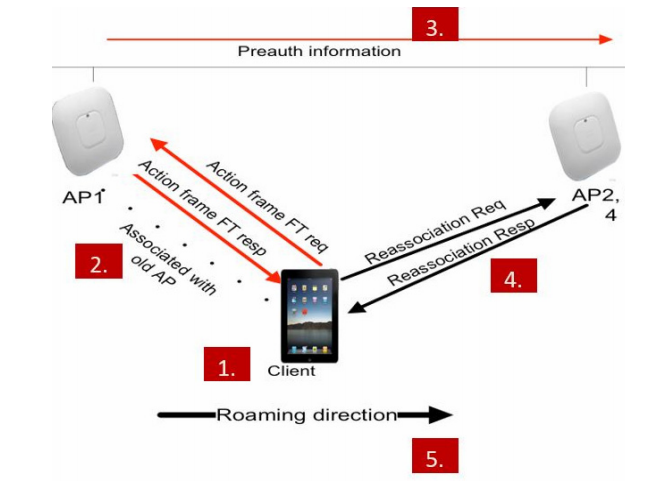 3.
Preauth information
AP1
AP2,
4
Action frame FT req
Action frame FT resp
Associated with
old AP
Reassociation Req
Reassociation Resp
2.
4.
1.
Client
Roaming direction
5.